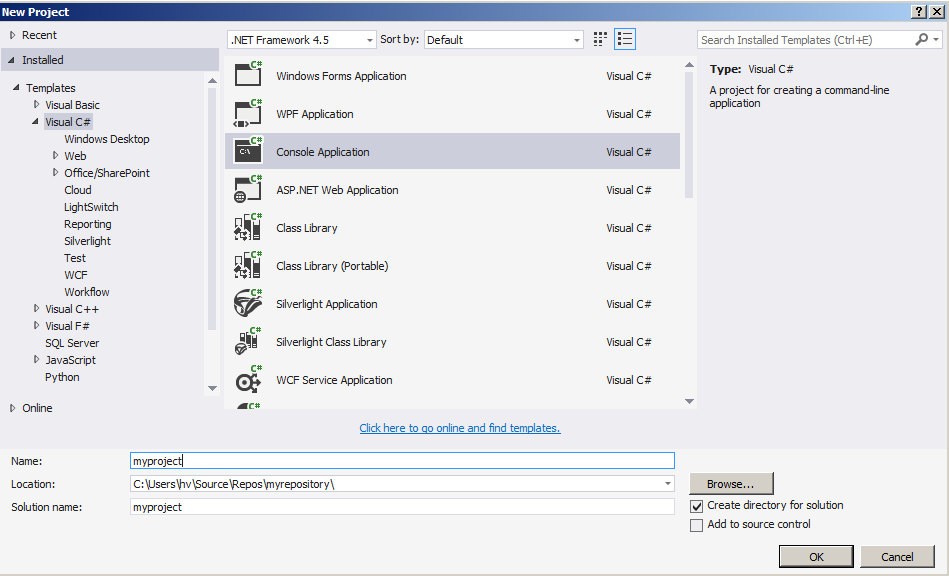 New Project
Recent
Installed
Templates
Visual Basic
Visual C#
Windows Desktop
Web
Office/SharePoint
Cloud
LightSwitch
Reporting
Silverlight
Test
WCF
Workflow
Visual C++
Visual F#
SQL Server
JavaScript
Python
Online
.NET Framework 4.5 Sort by: Default
C# Windows Forms Application Visual C#
C# WPF Application Visual C#
C# C:\ Console Application Visual C#
C# ASP.NET Web Application Visual C#
C# Class Library Visual C#
C# Class Library (Portable) Visual C#
C# Silverlight Application Visual C#
C# Silverlight Class Library Visual C#
C# WCF Service Application Visual C#
C#
Click here to go online and find templates.
Search Installed Templates (Ctrl+E)
Type: Visual C#
A project for creating a command-line
application
Name: myproject
Location: C:\Users\hv\Source\Repos\myrepository\ Browse...
Solution name: myproject
Create directory for solution
Add to source control
OK Cancel